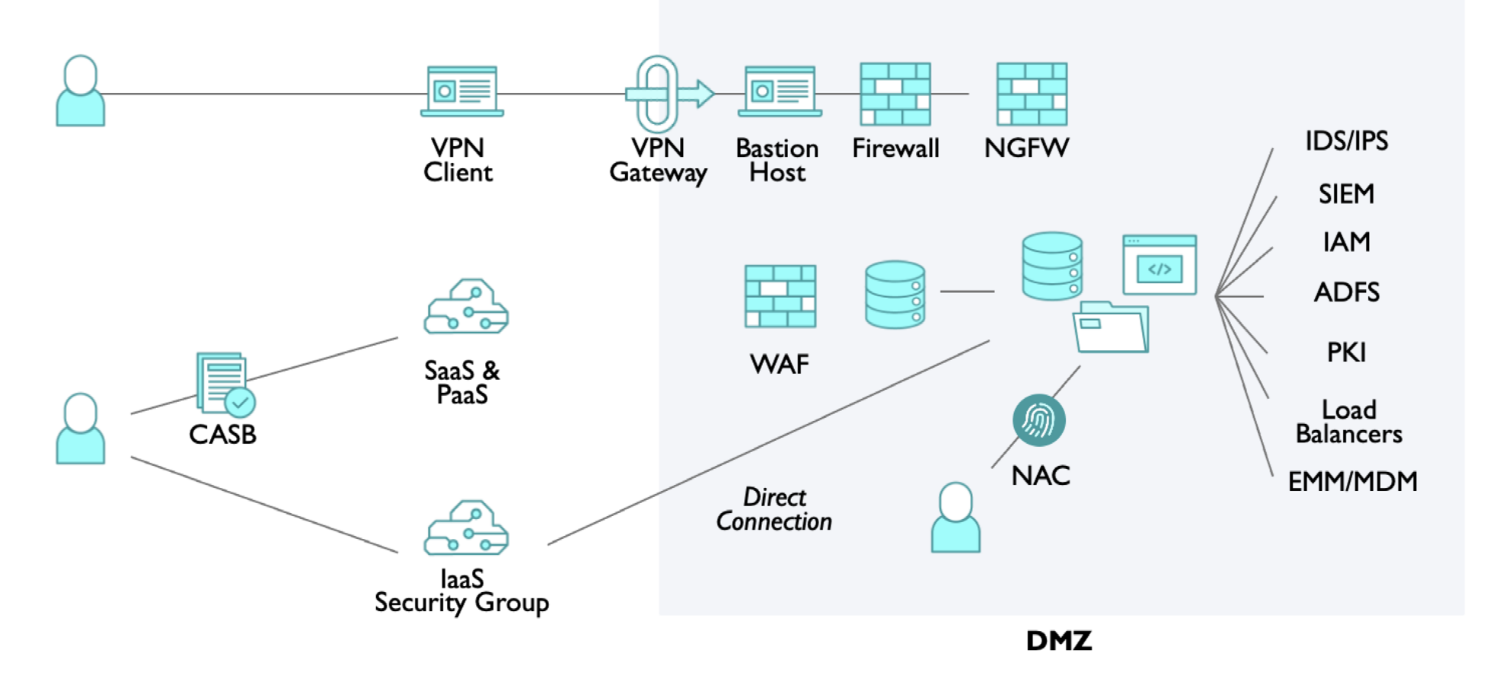 VPN
Client
VPN
Gateway
Bastion
Host
Firewall
NGFW
IDS/IPS
SIEM
IAM
ADFS
PKI
Load
Balancers
EMM/MDM
</>
WAF
SaaS &
PaaS
CASB
NAC
Direct
Connection
IaaS
Security Group
DMZ